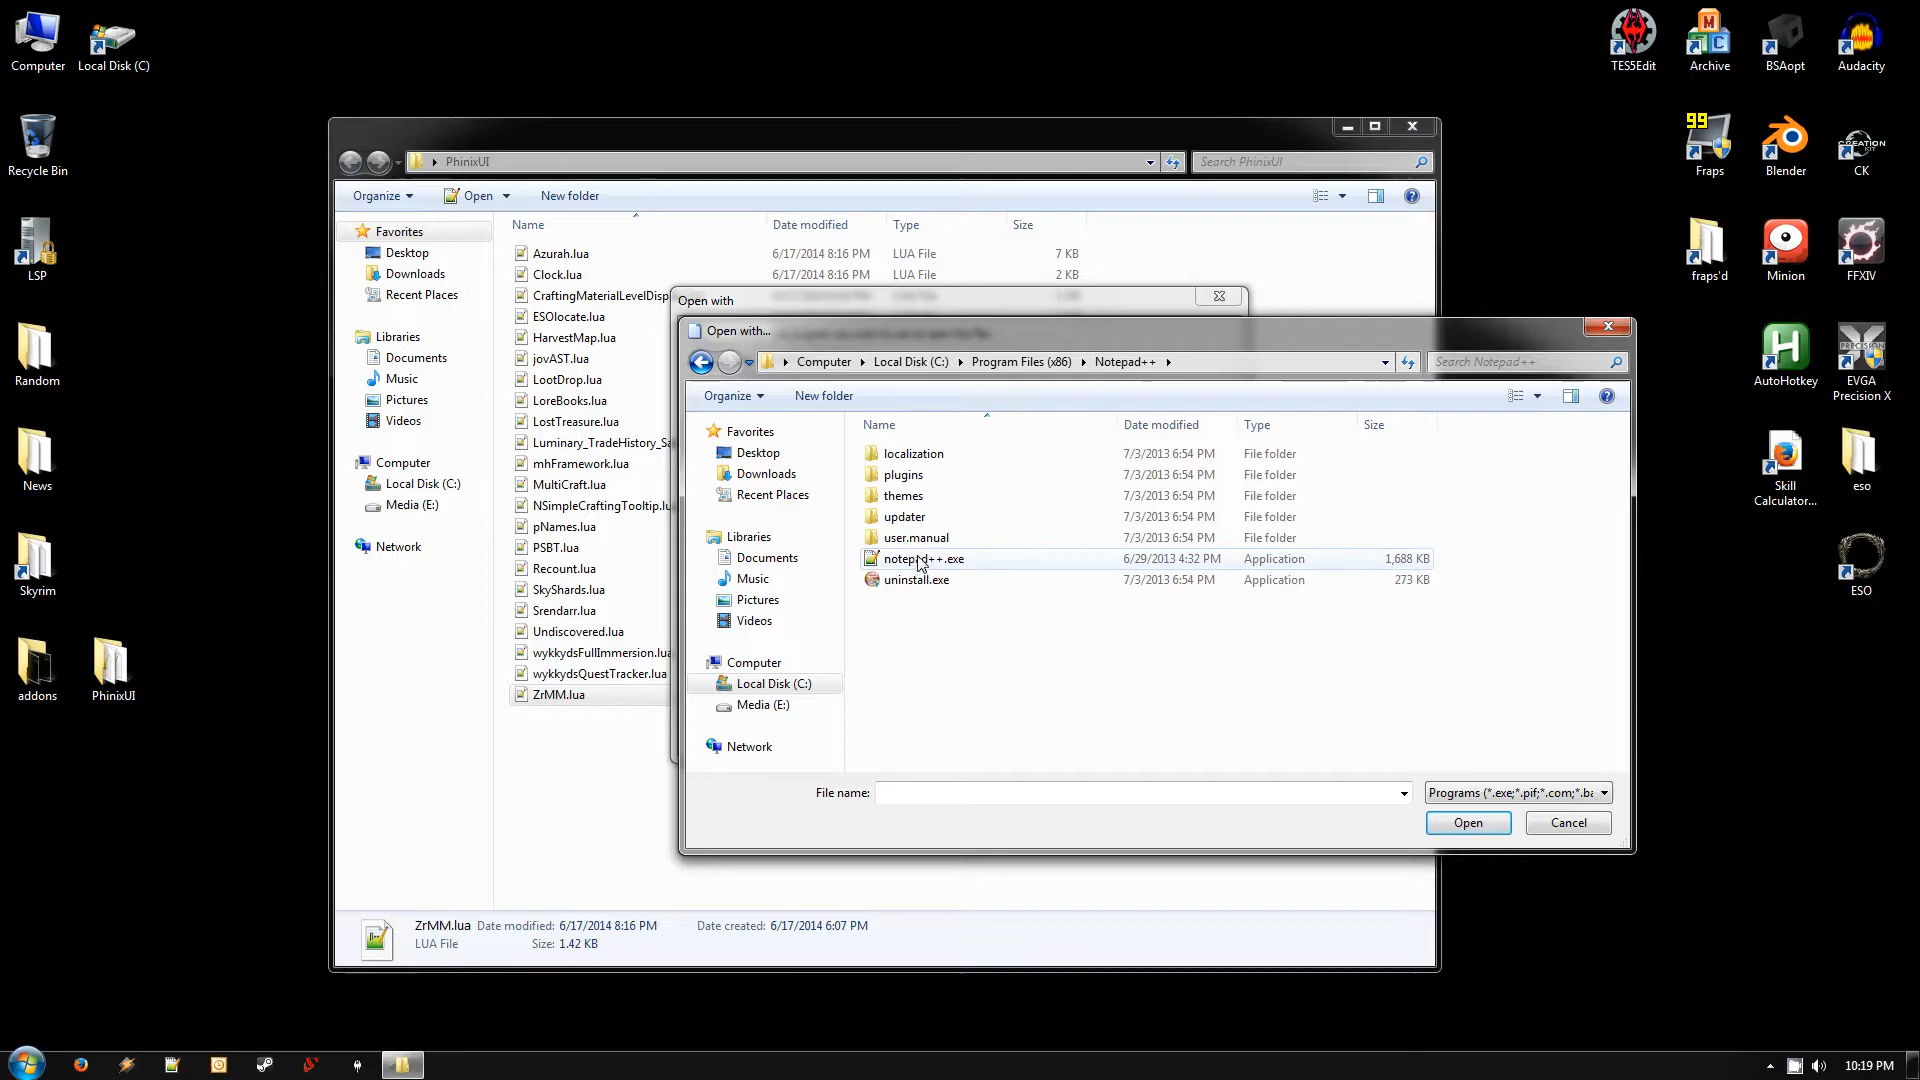 Computer
Local Disk (C)
Recycle Bin
LSP
Random
News
Skyrim
addons
PhinixUI
TES5Edit
Archive
BSAopt
Audacity
99
Fraps
Blender
CREATION KIT
CK
fraps'd
Minion
FFXIV
AutoHotkey
EVGA
Precision X
Skill
Calculator...
eso
ESO
PhinixUI
Search PhinixUI
Organize
Open
New folder
Name
Date modified
Type
Size
Favorites
Desktop
Downloads
Recent Places
Libraries
Documents
Music
Pictures
Videos
Computer
Local Disk (C:)
Media (E:)
Network
Azurah.lua 6/17/2014 8:16 PM LUA File 7 KB
Clock.lua 6/17/2014 8:16 PM LUA File 2 KB
CraftingMaterialLevelDisp
ESOlocate.lua
HarvestMap.lua
jovAST.lua
LootDrop.lua
LoreBooks.lua
LostTreasure.lua
Luminary_TradeHistory_Sa
mhFramework.lua
MultiCraft.lua
NSimpleCraftingTooltip.lu
pNames.lua
PSBT.lua
Recount.lua
SkyShards.lua
Srendarr.lua
Undiscovered.lua
wykkydsFullImmersion.lua
wykkydsQuestTracker.lua
ZrMM.lua
Open with
Open with...
Computer
Local Disk (C:)
Program Files (x86)
Notepad++
Search Notepad++
Organize
New folder
Name
Date modified
Type
Size
Favorites
Desktop
Downloads
Recent Places
Libraries
Documents
Music
Pictures
Videos
Computer
Local Disk (C:)
Media (E:)
Network
localization 7/3/2013 6:54 PM File folder
plugins 7/3/2013 6:54 PM File folder
themes 7/3/2013 6:54 PM File folder
updater 7/3/2013 6:54 PM File folder
user.manual 7/3/2013 6:54 PM File folder
notepad++.exe 6/29/2013 4:32 PM Application 1,688 KB
uninstall.exe 7/3/2013 6:54 PM Application 273 KB
File name:
Programs (*.exe;*.pif;*.com;*.ba
Open
Cancel
ZrMM.lua Date modified: 6/17/2014 8:16 PM Date created: 6/17/2014 6:07 PM
LUA File Size: 1.42 KB
10:19 PM